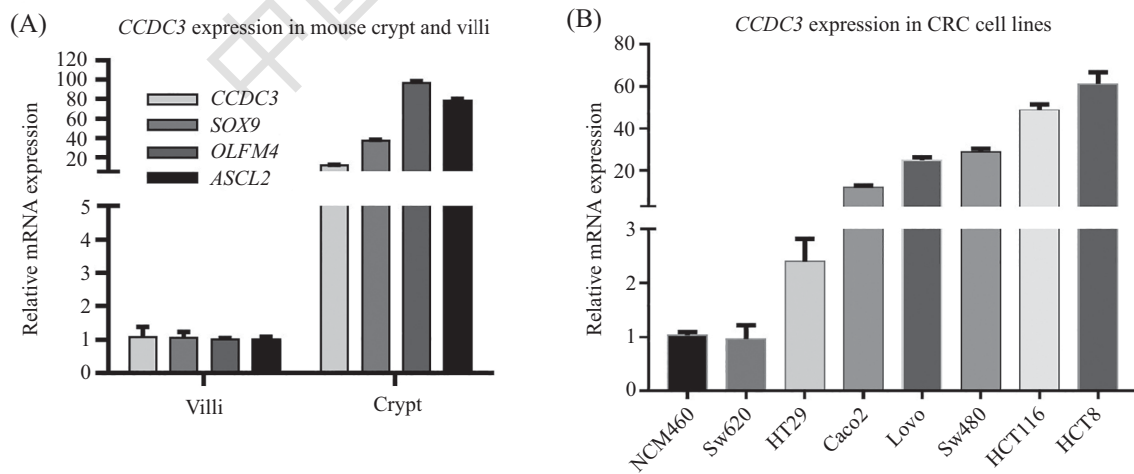 (A)
CCDC3 expression in mouse crypt and villi
Relative mRNA expression
120
100
80
60
40
20
5
4
3
2
1
0
CCDC3
SOX9
OLFM4
ASCL2
Villi
Crypt
(B)
CCDC3 expression in CRC cell lines
Relative mRNA expression
80
60
40
20
3
2
1
0
NCM460
Sw620
HT29
Caco2
Lovo
Sw480
HCT116
HCT8